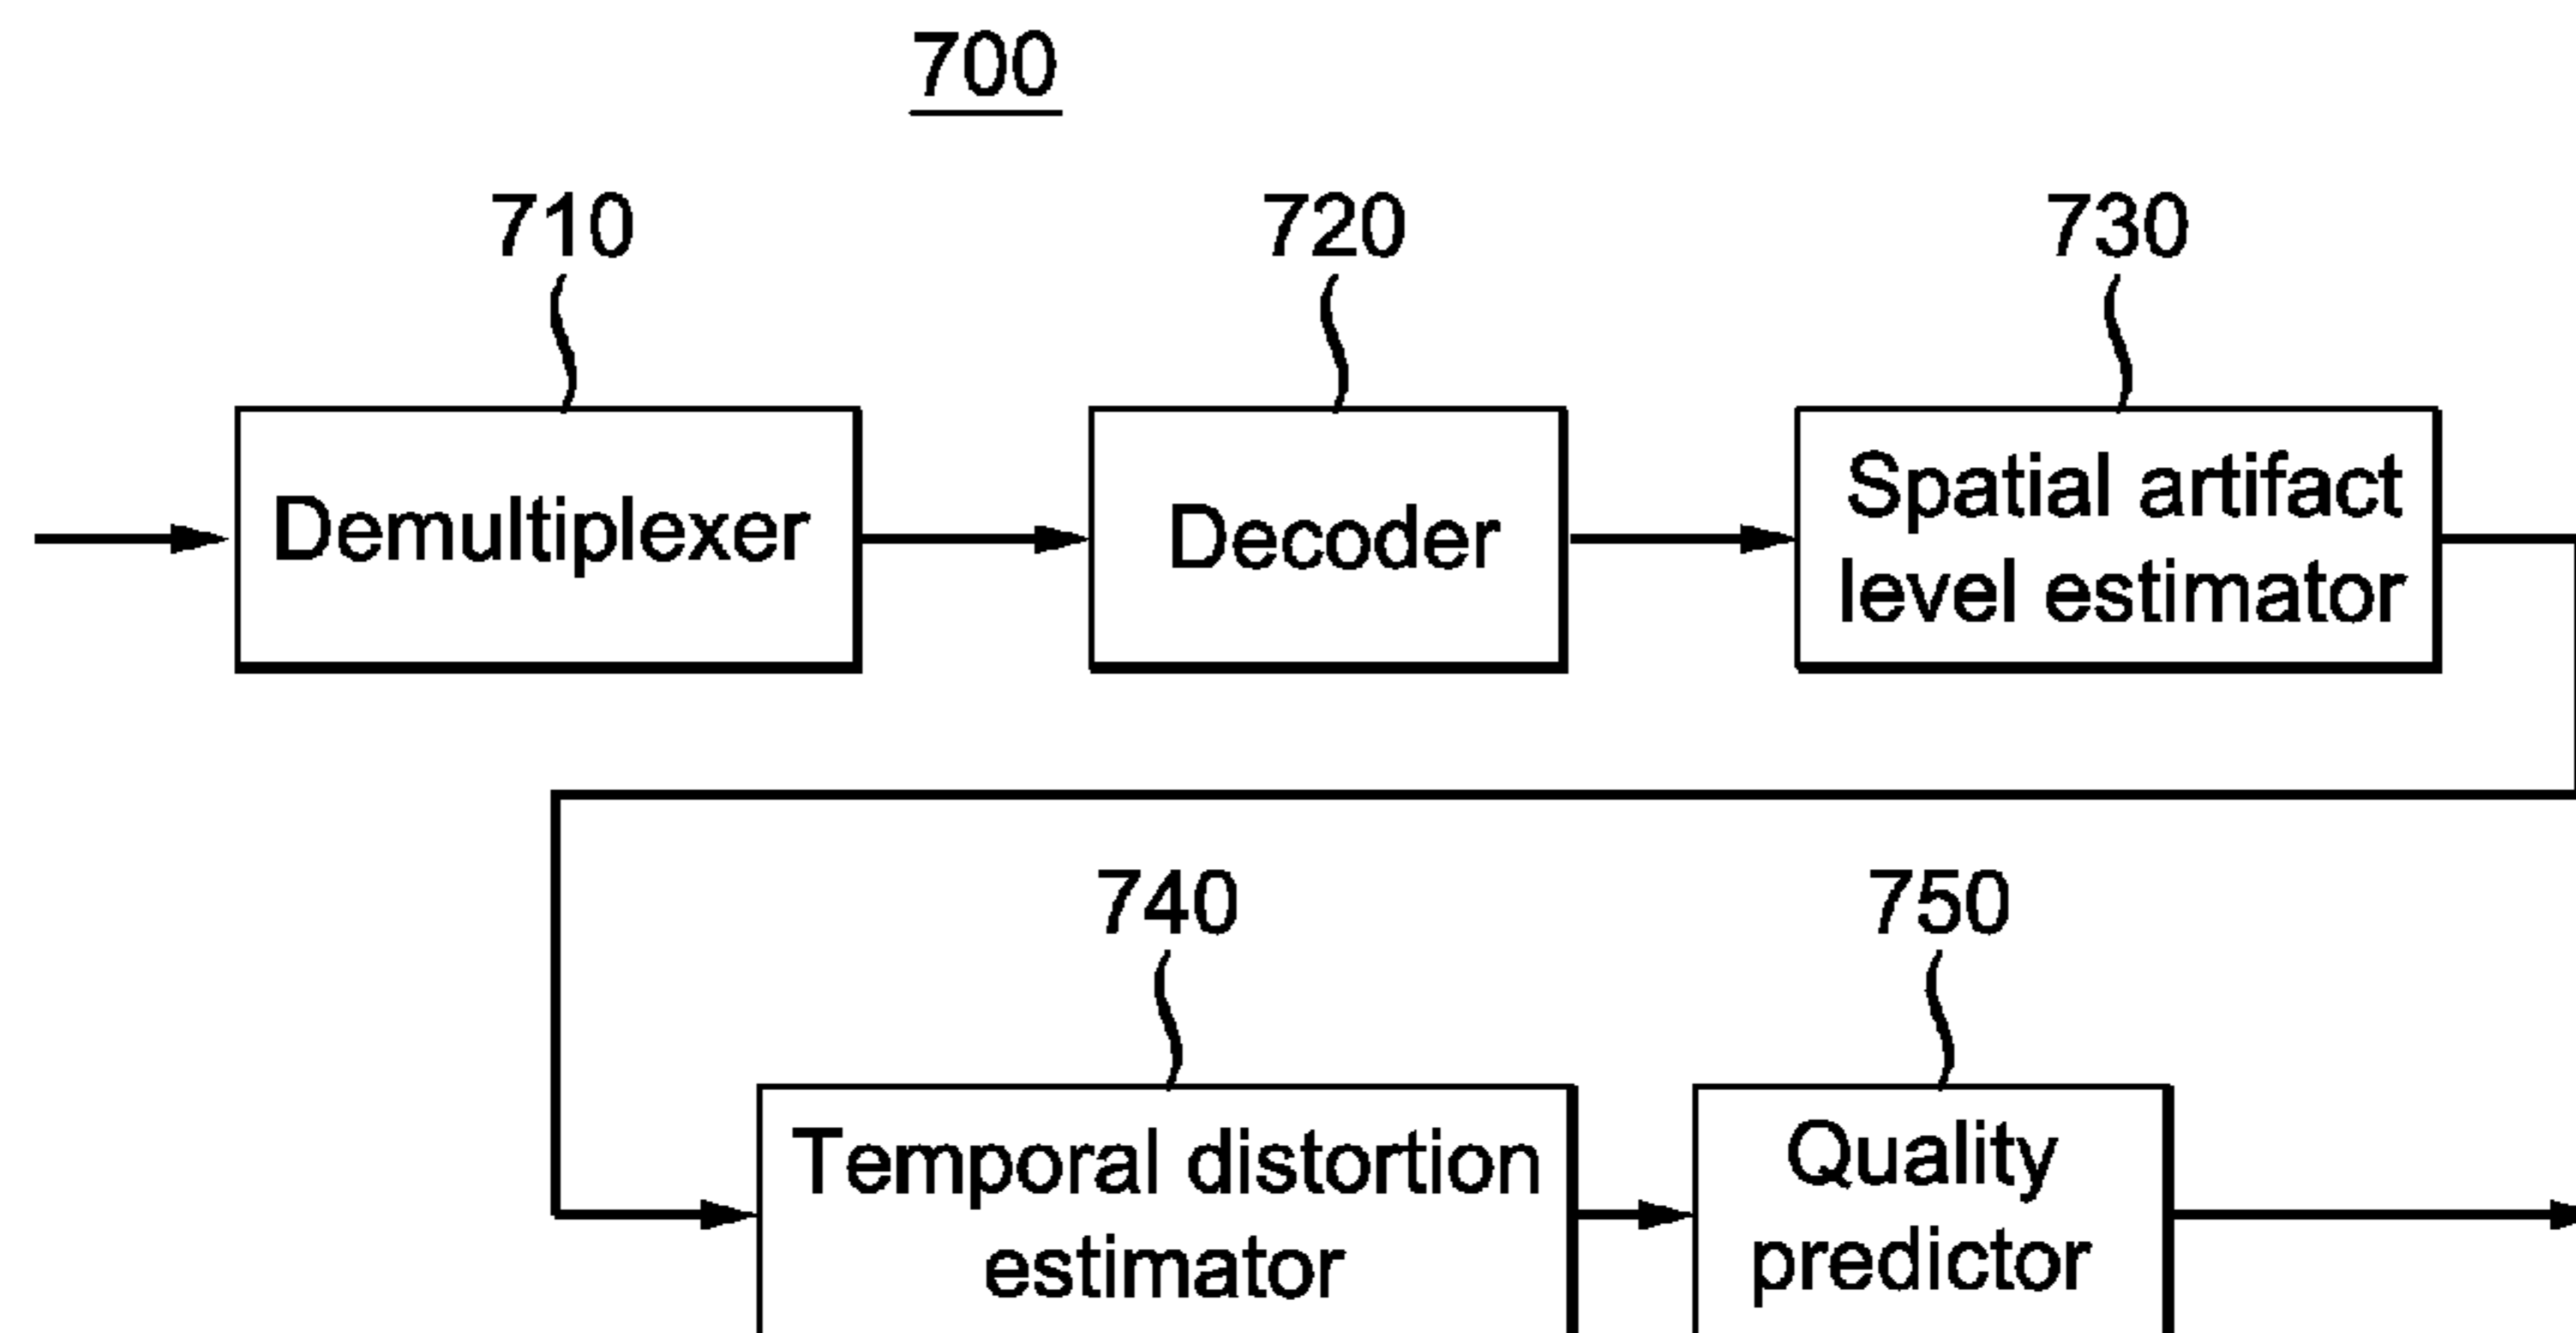 700
710
720
730
Demultiplexer
Decoder
Spatial artifact
level estimator
740
750
Temporal distortion
estimator
Quality
predictor